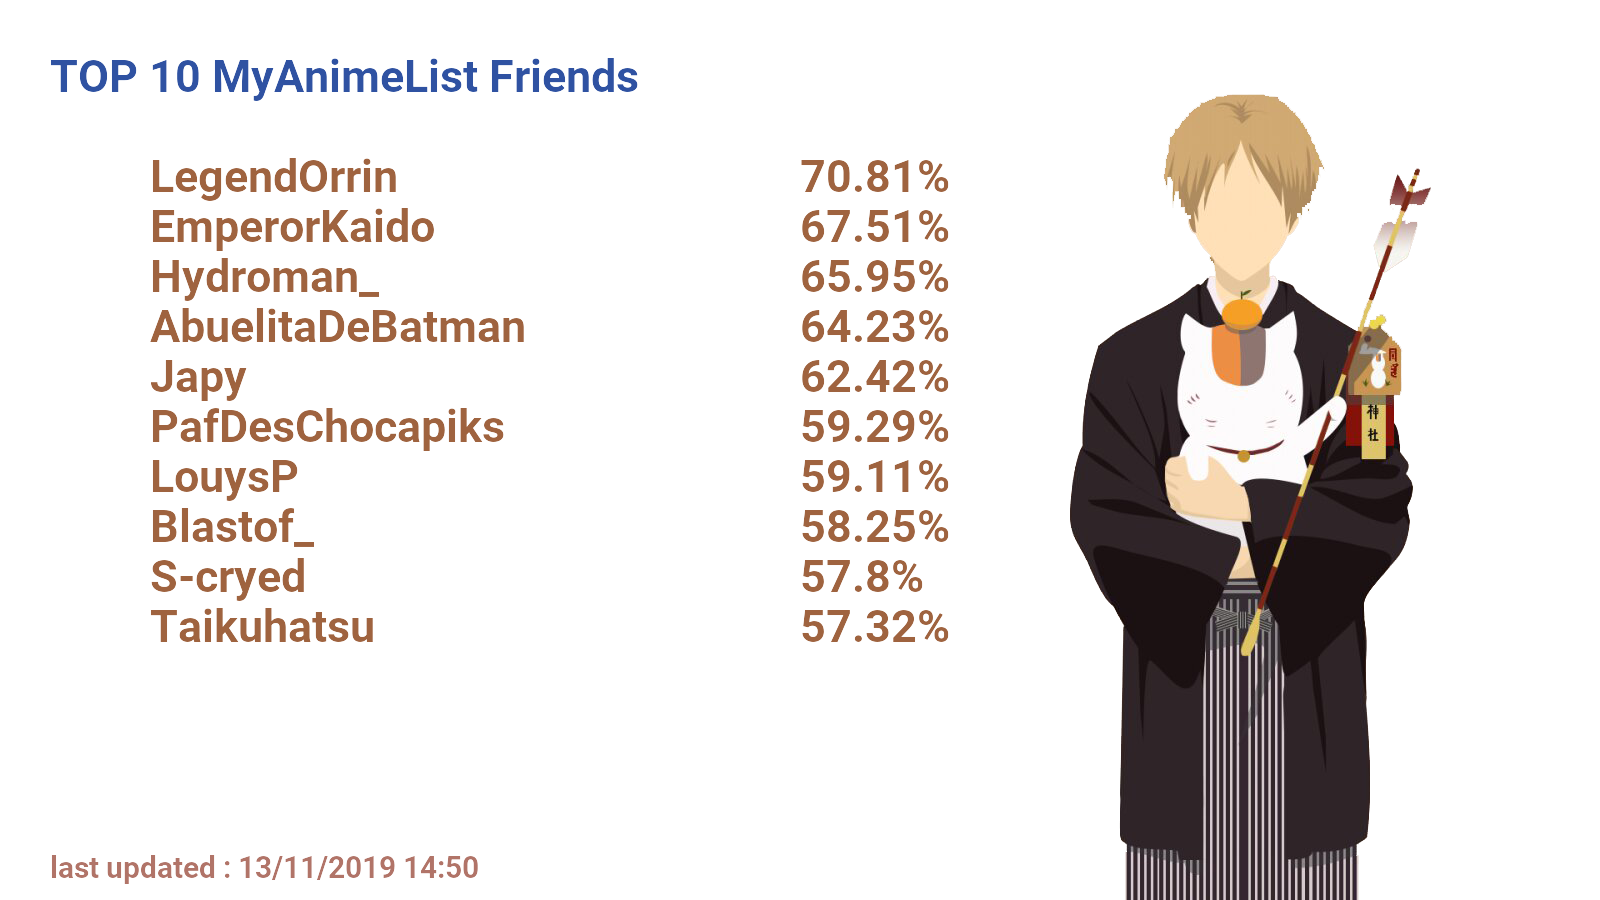 TOP 10 MyAnimeList Friends
LegendOrrin 70.81%
EmperorKaido 67.51%
Hydroman_ 65.95%
AbuelitaDeBatman 64.23%
Japy 62.42%
PafDesChocapiks 59.29%
LouysP 59.11%
Blastof_ 58.25%
S-cryed 57.8%
Taikuhatsu 57.32%
神
社
last updated : 13/11/2019 14:50